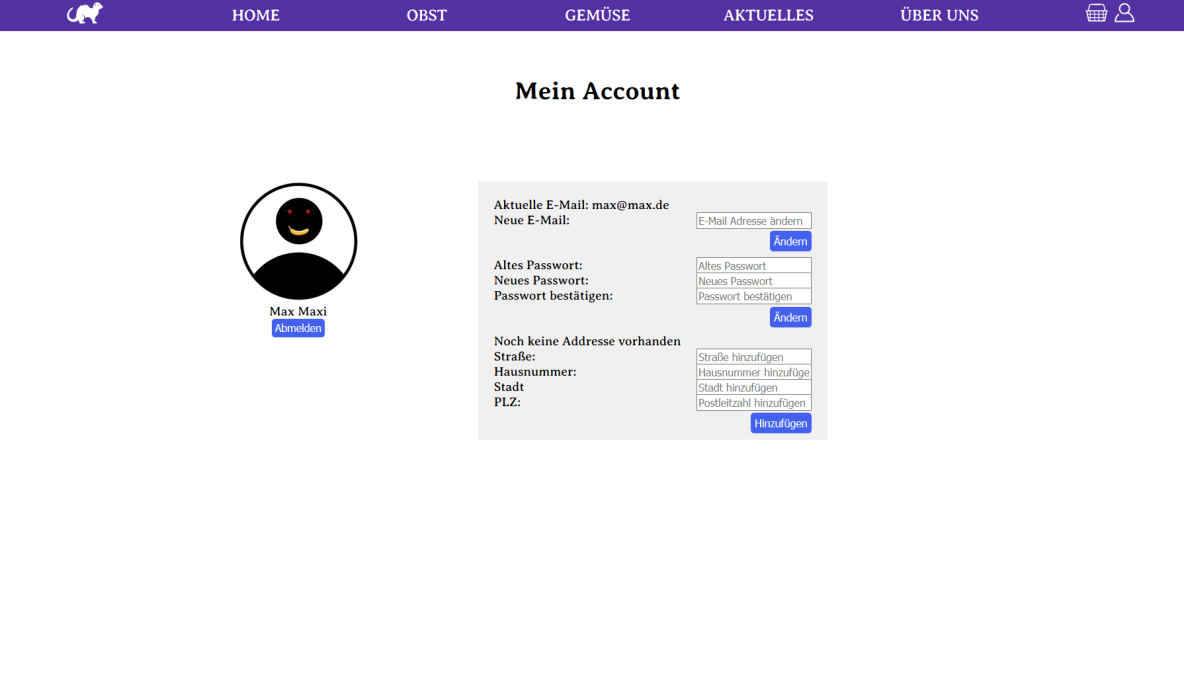 HOME OBST GEMÜSE AKTUELLES ÜBER UNS
Mein Account
Max Maxi
Abmelden
Aktuelle E-Mail: max@max.de
Neue E-Mail: E-Mail Adresse ändern
Ändern
Altes Passwort: Altes Passwort
Neues Passwort: Neues Passwort
Passwort bestätigen: Passwort bestätigen
Ändern
Noch keine Addresse vorhanden
Straße: Straße hinzufügen
Hausnummer: Hausnummer hinzufüge
Stadt Stadt hinzufügen
PLZ: Postleitzahl hinzufügen
Hinzufügen